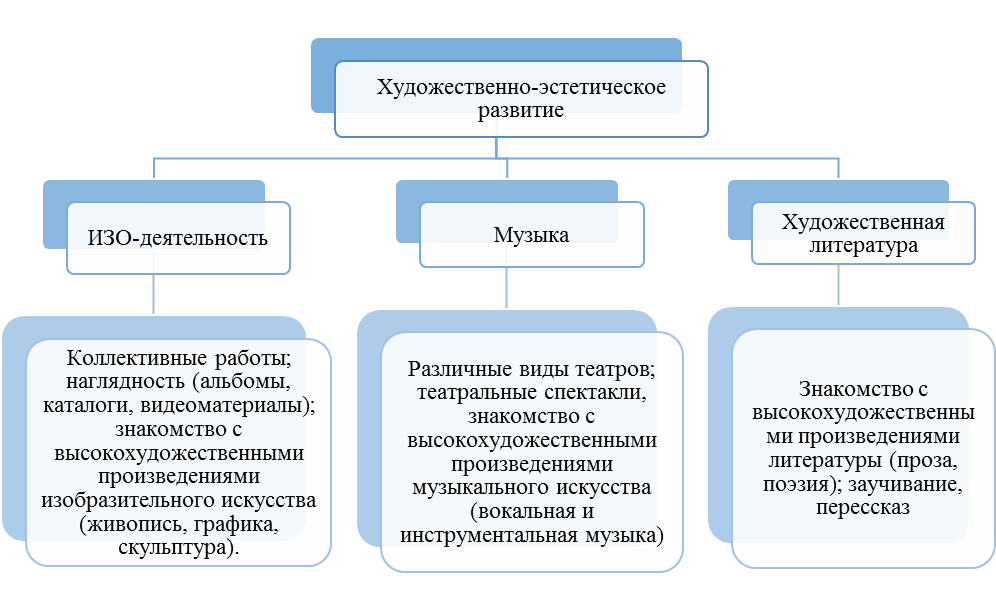 Художественно-эстетическое
развитие
ИЗО-деятельность
Музыка
Художественная
литература
Коллективные работы;
наглядность (альбомы,
каталоги, видеоматериалы);
знакомство с
высокохудожественными
произведениями
изобразительного искусства
(живопись, графика,
скульптура).
Различные виды театров;
театральные спектакли,
знакомство с
высокохудожественными
произведениями
музыкального искусства
(вокальная и
инструментальная музыка)
Знакомство с
высокохудожественны
ми произведениями
литературы (проза,
поэзия); заучивание,
перессказ